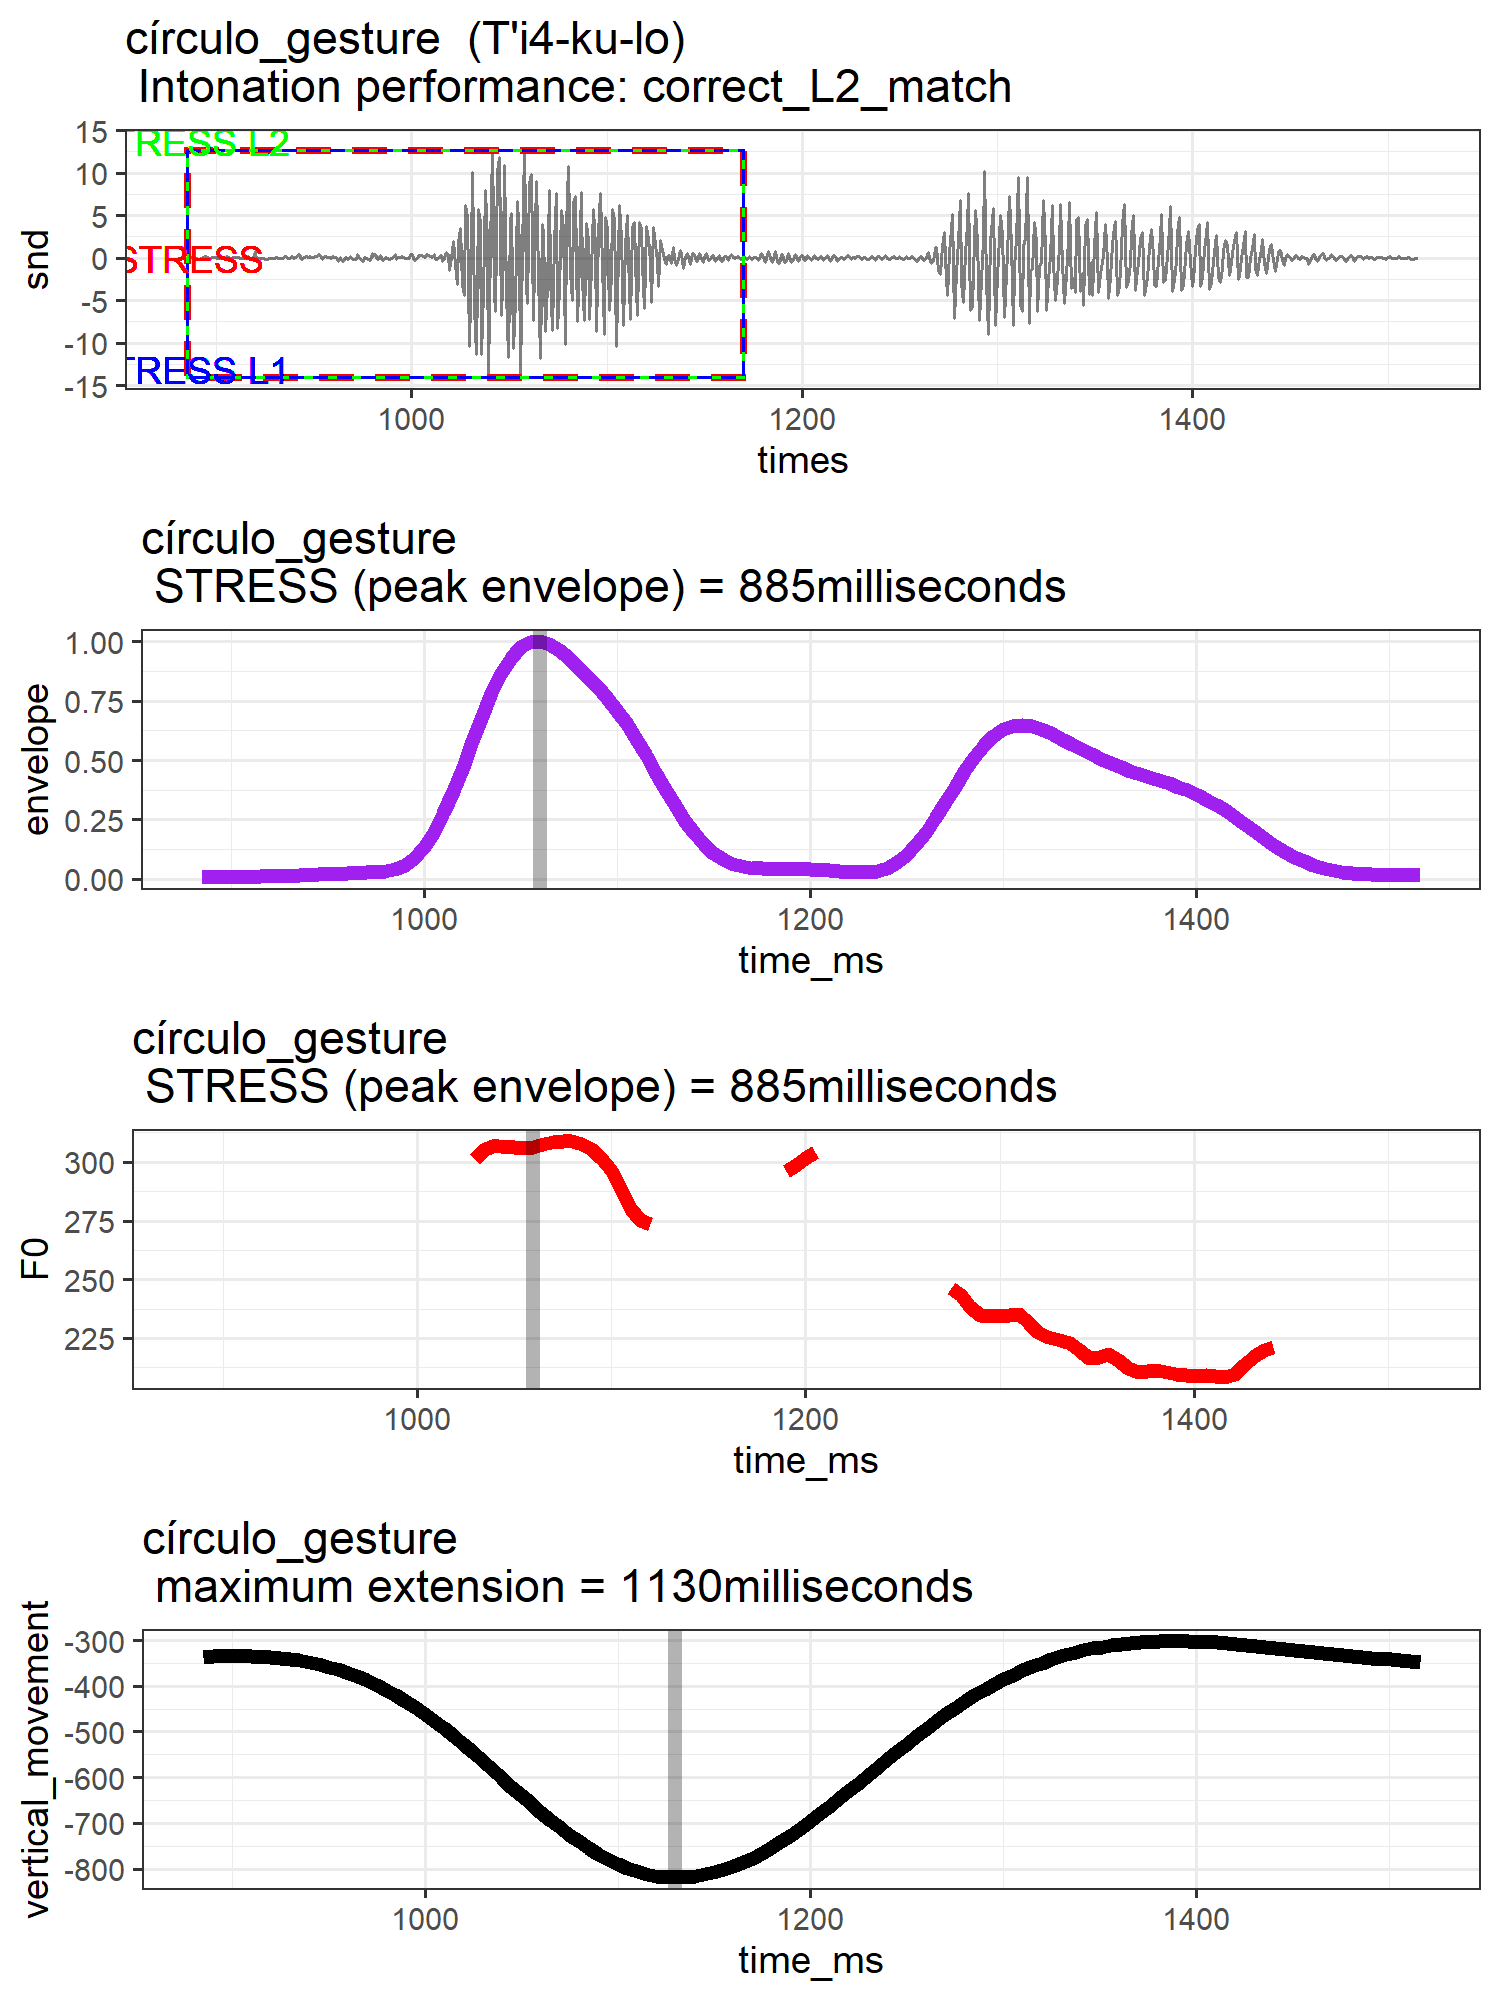 círculo_gesture  (T'i4-ku-lo)
Intonation performance: correct_L2_match
15
10
5
0
-5
-10
-15
snd
RESS L2
STRESS
TRESS L1
1000
1200
1400
times
círculo_gesture
STRESS (peak envelope) = 885milliseconds
1.00
0.75
0.50
0.25
0.00
envelope
1000
1200
1400
time_ms
círculo_gesture
STRESS (peak envelope) = 885milliseconds
300
275
250
225
F0
1000
1200
1400
time_ms
círculo_gesture
maximum extension = 1130milliseconds
-300
-400
-500
-600
-700
-800
vertical_movement
1000
1200
1400
time_ms